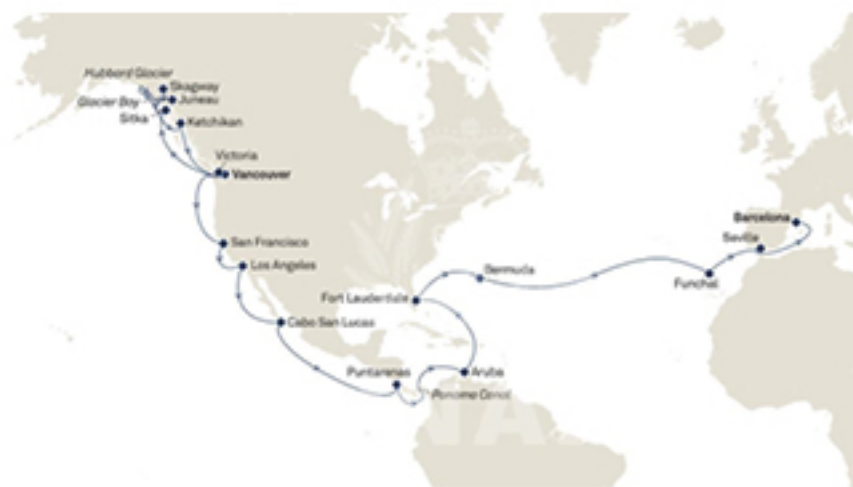 Hubbard Glacier
Skagway
Glacier Bay
Juneau
Sitka
Ketchikan
Victoria
Vancouver
San Francisco
Los Angeles
Cabo San Lucas
Puntarenas
Panama Canal
Aruba
Fort Lauderdale
Bermuda
Funchal
Seville
Barcelona